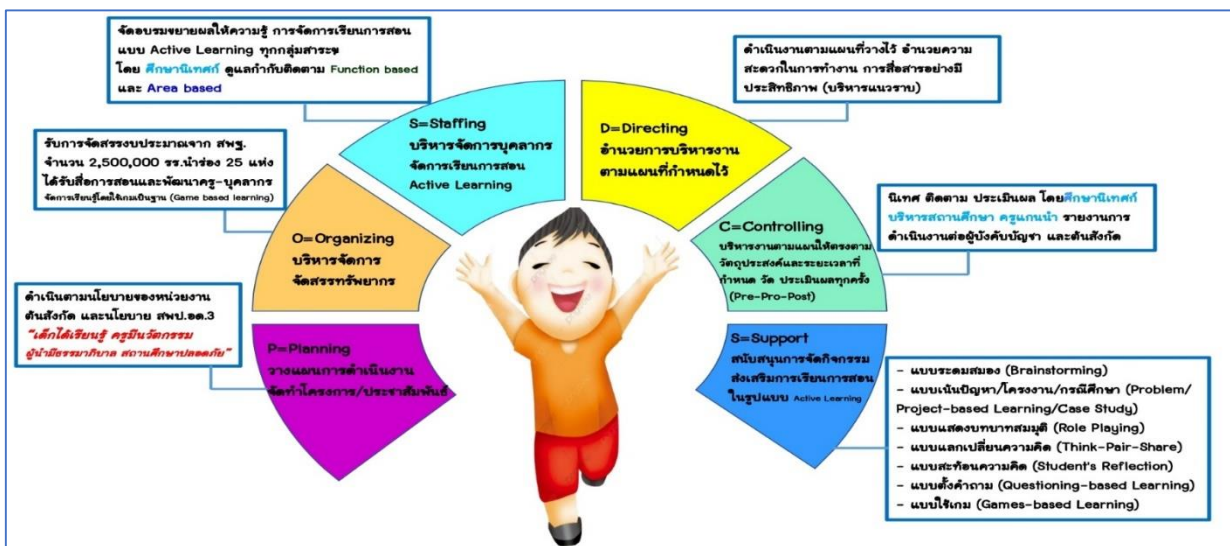 จัดอบรมขยายผลให้ความรู้ การจัดการเรียนการสอน
แบบ Active Learning ทุกกลุ่มสาระฯ
โดย ศึกษานิเทศก์ ดูแลกำกับติดตาม Function based
และ Area based
ดำเนินงานตามแผนที่วางไว้ อำนวยความ
สะดวกในการทำงาน การสื่อสารอย่างมี
ประสิทธิภาพ (บริหารแนวราบ)
S=Staffing
บริหารจัดการบุคลากร
จัดการเรียนการสอน
Active Learning
D=Directing
อำนวยการบริหารงาน
ตามแผนที่กำหนดไว้
รับการจัดสรรงบประมาณจาก สพฐ.
จำนวน 2,500,000 รร.นำร่อง 25 แห่ง
ได้รับสื่อการสอนและพัฒนาครู-บุคลากร
จัดการเรียนรู้โดยใช้เกมเป็นฐาน (Game based learning)
O=Organizing
บริหารจัดการ
จัดสรรทรัพยากร
C=Controlling
บริหารงานตามแผนให้ตรงตาม
วัตถุประสงค์และระยะเวลาที่
กำหนด วัด ประเมินผลทุกครั้ง
(Pre-Pro-Post)
นิเทศ ติดตาม ประเมินผล โดยศึกษานิเทศก์
บริหารสถานศึกษา ครูแกนนำ รายงานการ
ดำเนินงานต่อผู้บังคับบัญชา และต้นสังกัด
ดำเนินตามนโยบายของหน่วยงาน
ต้นสังกัด และนโยบาย สพป.อด.3
"เด็กได้เรียนรู้ ครูมีนวัตกรรม
ผู้นำมีธรรมาภิบาล สถานศึกษาปลอดภัย"
P=Planning
วางแผนการดำเนินงาน
จัดทำโครงการ/ประชาสัมพันธ์
S=Support
สนับสนุนการจัดกิจกรรม
ส่งเสริมการเรียนการสอน
ในรูปแบบ Active Learning
- แบบระดมสมอง (Brainstorming)
- แบบเน้นปัญหา/โครงงาน/กรณีศึกษา (Problem/
Project-based Learning/Case Study)
- แบบแสดงบทบาทสมมุติ (Role Playing)
- แบบแลกเปลี่ยนความคิด (Think-Pair-Share)
- แบบสะท้อนความคิด (Student's Reflection)
- แบบตั้งคำถาม (Questioning-based Learning)
- แบบใช้เกม (Games-based Learning)